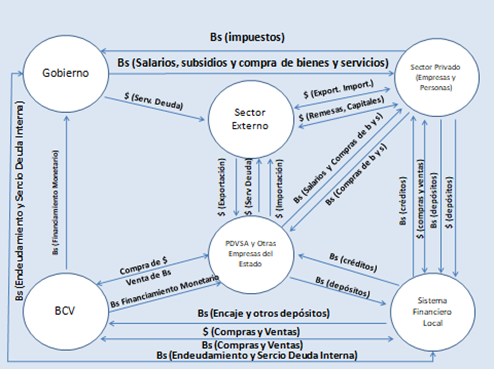 Bs (impuestos)
Bs (Salarios, subsidios y compra de bienes y servicios)
Gobierno
Sector Privado
(Empresas y
Personas)
$ (Serv. Deuda)
Sector
Externo
$ (Export. Import.)
$ (Remesas, Capitales)
Bs (Endeudamiento y Sercio Deuda Interna)
Bs (Financiamiento Monetario)
$ (Exportación)
$ (Serv Deuda)
$ (Importación)
Bs (Salarios y Compras de b y s)
Bs (Compras de b y s)
Bs (créditos)
$ (compras y ventas)
Bs (depósitos)
$ (depósitos)
PDVSA y Otras
Empresas del
Estado
Compra de $
Venta de Bs
Bs Financiamiento Monetario
Bs (créditos)
Bs (depósitos)
BCV
Sistema
Financiero
Local
Bs (Encaje y otros depósitos)
$ (Compras y Ventas)
Bs (Compras y Ventas)
Bs (Endeudamiento y Sercio Deuda Interna)